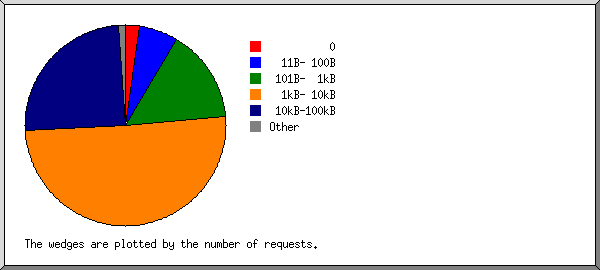 0
11B- 100B
101B- 1kB
1kB- 10kB
10kB-100kB
Other
The wedges are plotted by the number of requests.